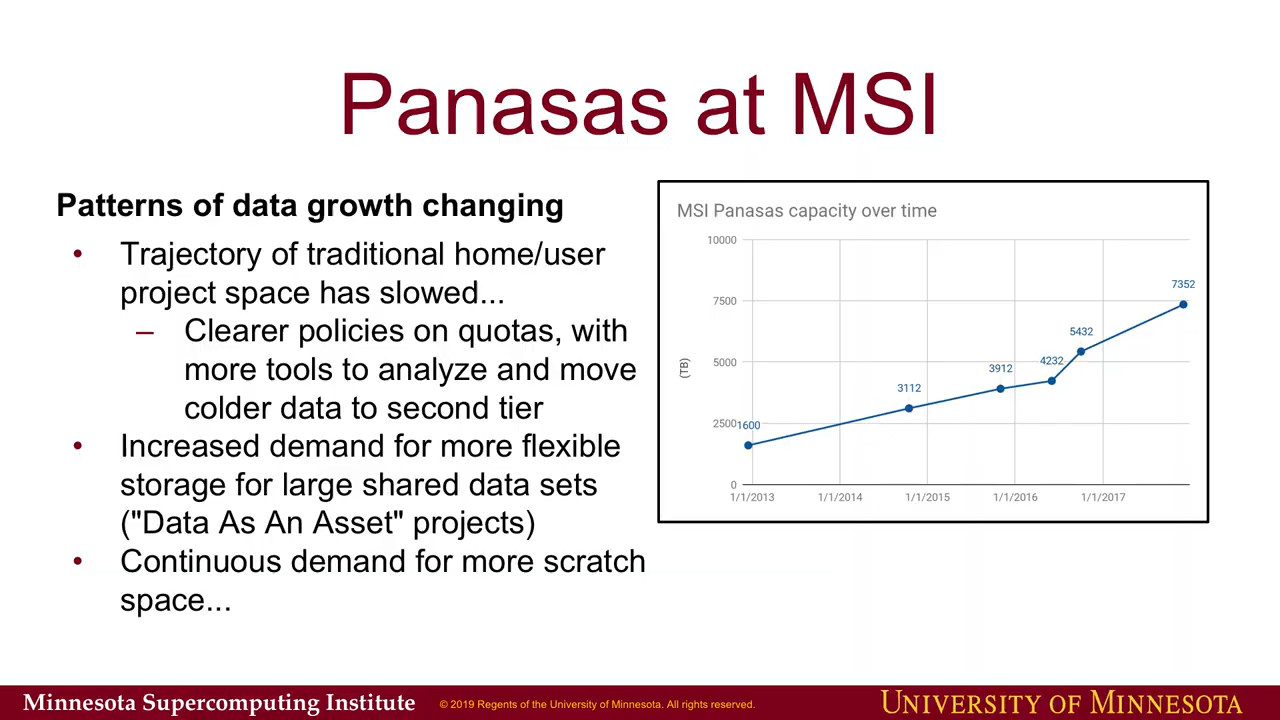 Panasas at MSI
Patterns of data growth changing
• Trajectory of traditional home/user
project space has slowed...
– Clearer policies on quotas, with
more tools to analyze and move
colder data to second tier
• Increased demand for more flexible
storage for large shared data sets
("Data As An Asset" projects)
• Continuous demand for more scratch
space...
MSI Panasas capacity over time
10000
7500
5000
2500
0
(TB)
1600
3112
3912
4232
5432
7352
1/1/2013
1/1/2014
1/1/2015
1/1/2016
1/1/2017
Minnesota Supercomputing Institute
© 2019 Regents of the University of Minnesota. All rights reserved.
UNIVERSITY OF MINNESOTA